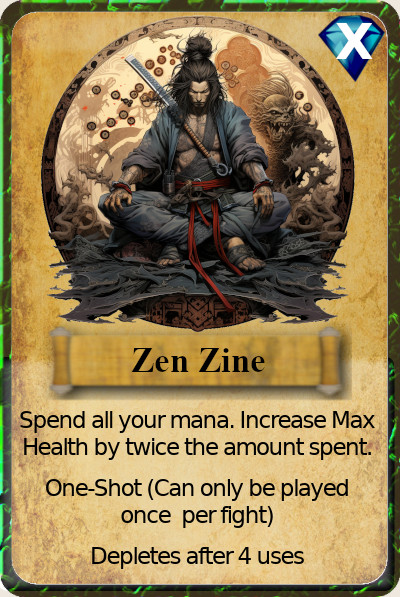 X
Zen Zine
Spend all your mana. Increase Max
Health by twice the amount spent.
One-Shot (Can only be played
once  per fight)
Depletes after 4 uses